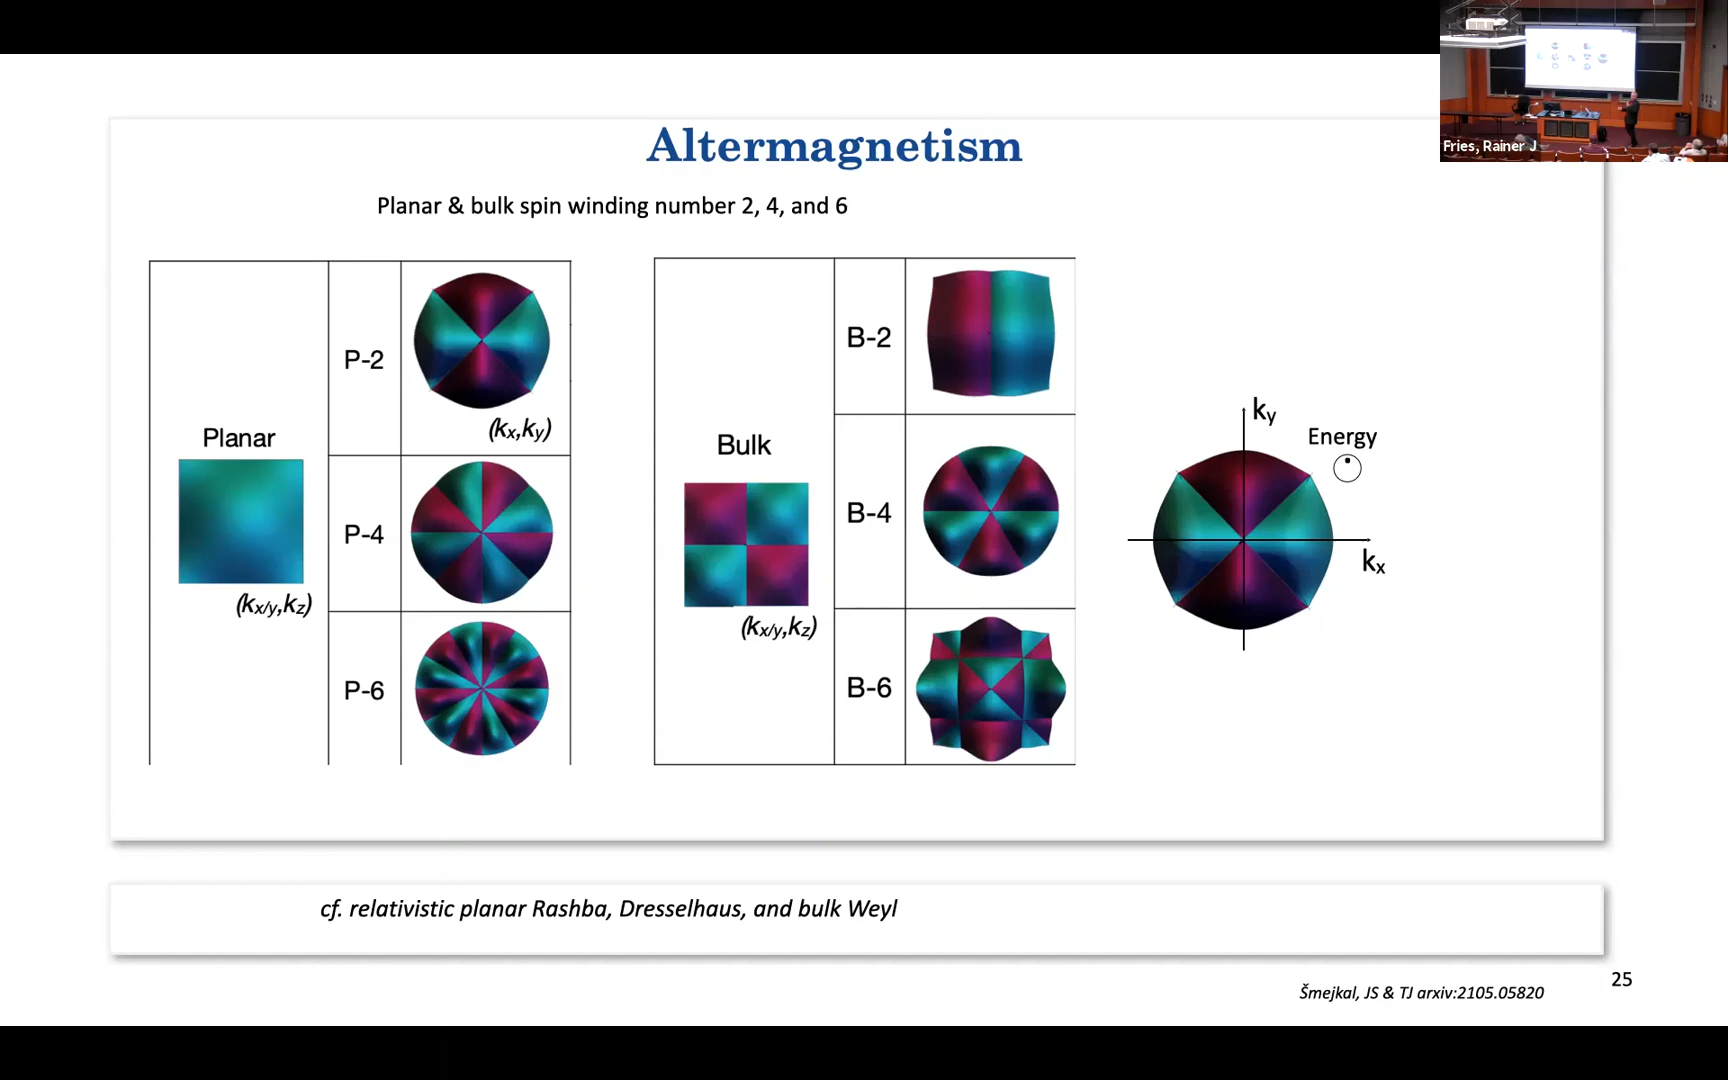 Fries, Rainer J
Altermagnetism
Planar & bulk spin winding number 2, 4, and 6
Planar
(kx/y,kz)
P-2
(kx,ky)
P-4
P-6
Bulk
(kx/y,kz)
B-2
B-4
B-6
ky
Energy
kx
cf. relativistic planar Rashba, Dresselhaus, and bulk Weyl
25
Šmejkal, JS & TJ arxiv:2105.05820